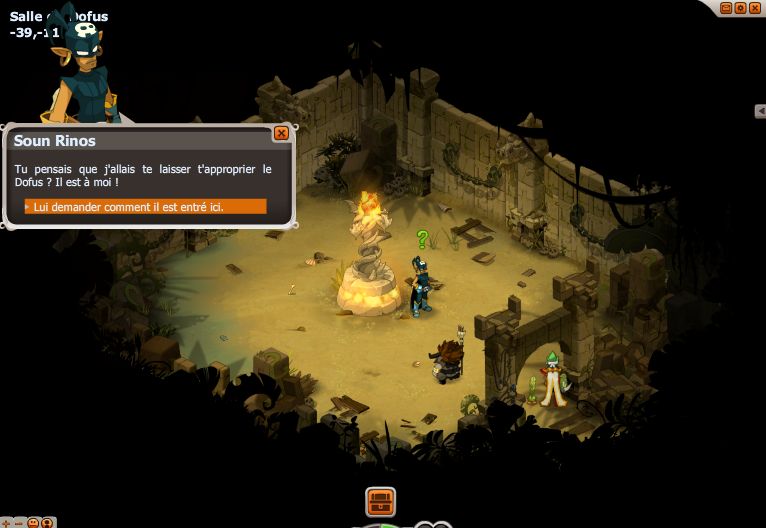 Salle Dofus
-39,-11
Soun Rinos
Tu pensais que j'allais te laisser t'approprier le
Dofus ? Il est à moi !
Lui demander comment il est entré ici.
?